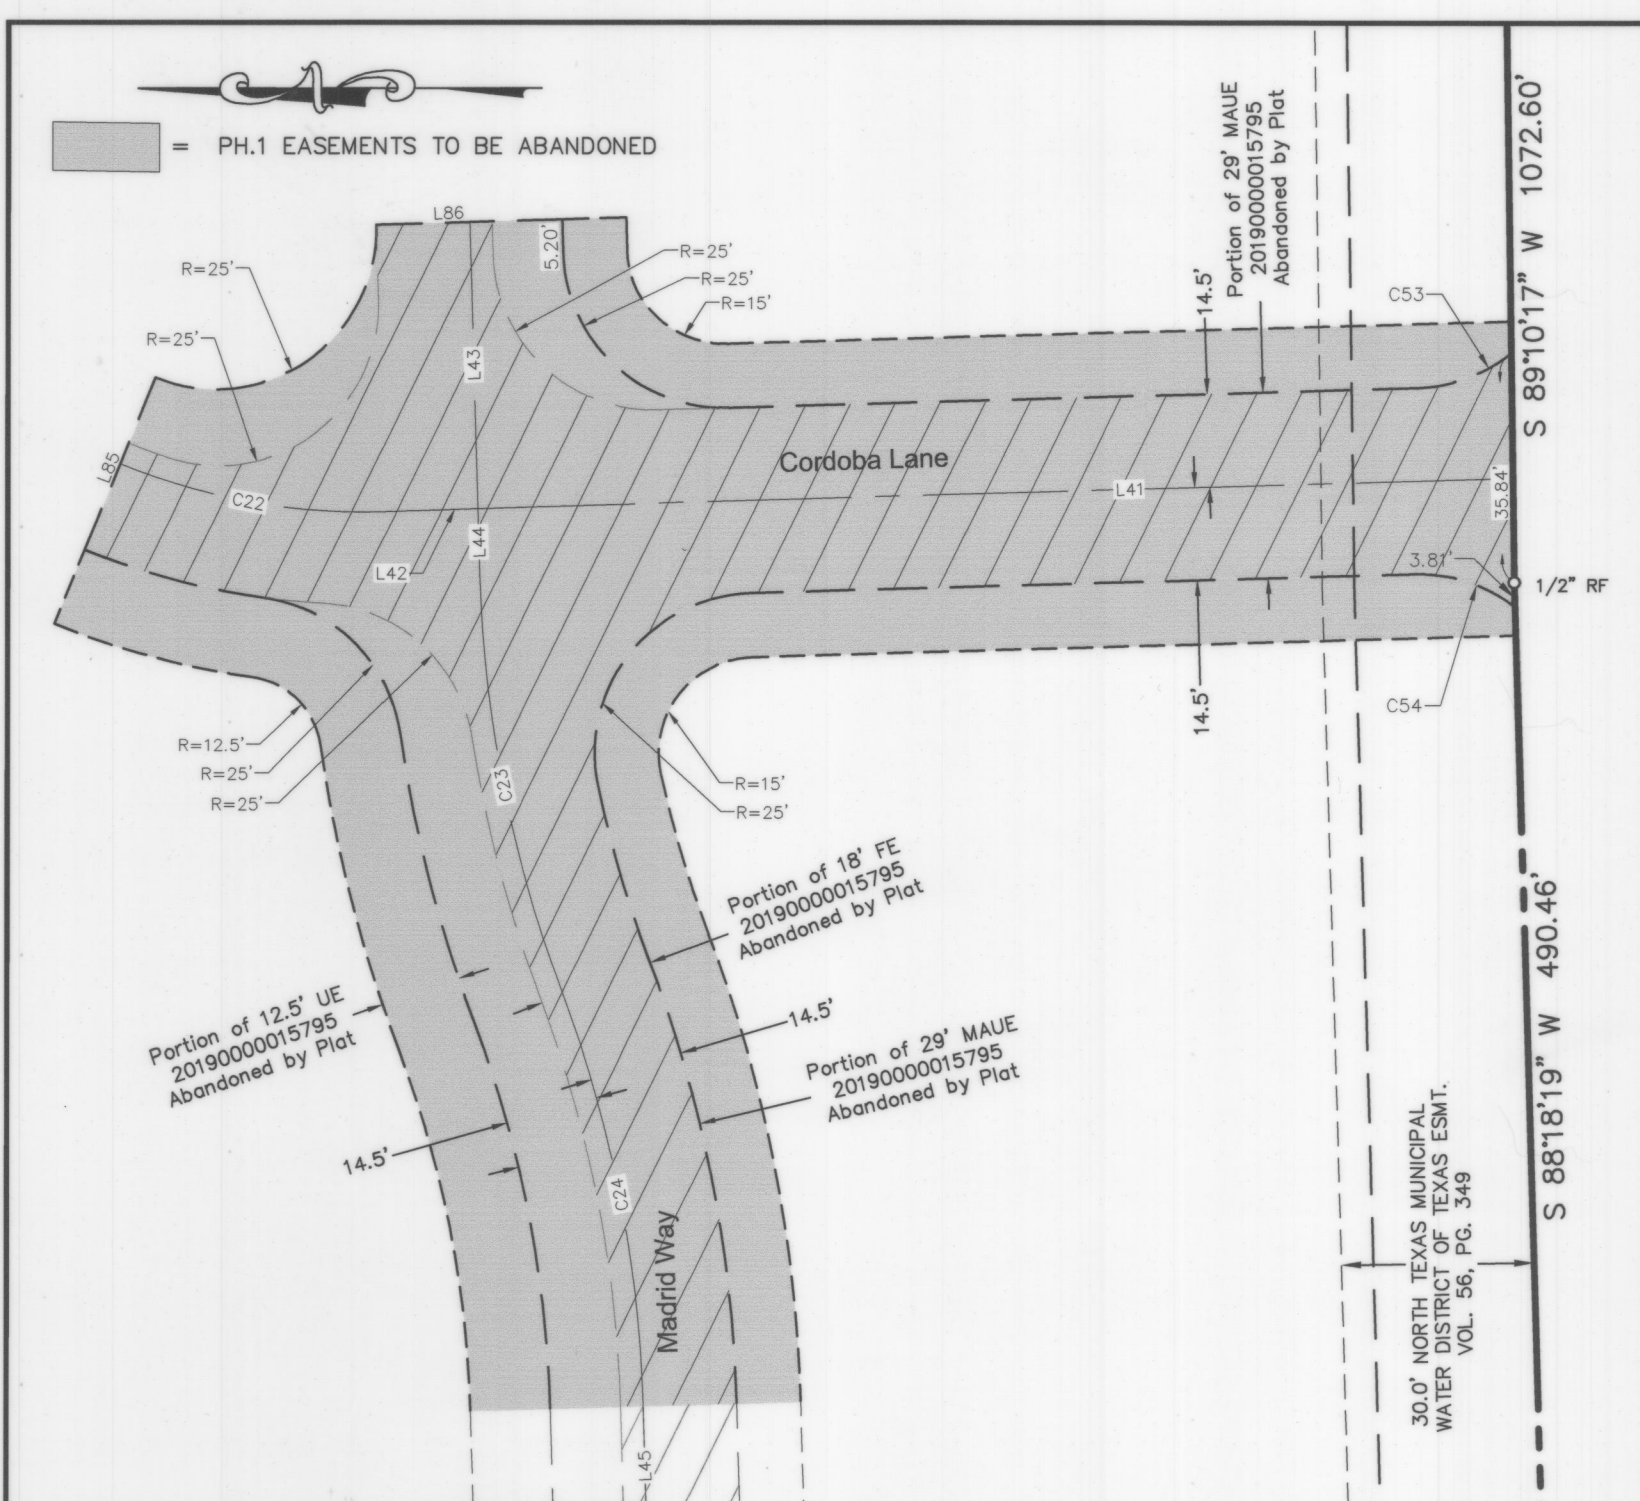 = PH.1 EASEMENTS TO BE ABANDONED
L86
5.20'
R=25'
R=25'
R=15'
R=25'
R=25'
L43
L85
C22
L42
L44
Cordoba Lane
L41
14.5'
Portion of 29' MAUE
20190000015795
Abandoned by Plat
C53
S 89°10'17" W 1072.60'
35.84'
3.81'
1/2" RF
C54
14.5'
R=12.5'
R=25'
R=25'
C23
R=15'
R=25'
Portion of 18' FE
20190000015795
Abandoned by Plat
Portion of 12.5' UE
20190000015795
Abandoned by Plat
14.5'
Portion of 29' MAUE
20190000015795
Abandoned by Plat
14.5'
C24
Madrid Way
L45
S 88°18'19" W 490.46'
30.0' NORTH TEXAS MUNICIPAL
WATER DISTRICT OF TEXAS ESMT.
VOL. 56, PG. 349